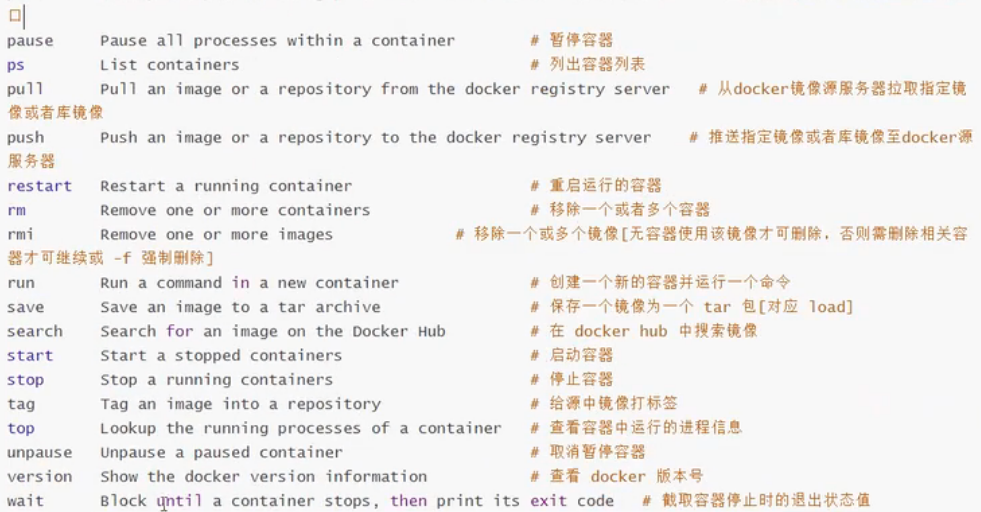 口
pause Pause all processes within a container # 暂停容器
ps List containers # 列出容器列表
pull Pull an image or a repository from the docker registry server # 从docker镜像源服务器拉取指定镜
像或者库镜像
push Push an image or a repository to the docker registry server # 推送指定镜像或者库镜像至docker源
服务器
restart Restart a running container # 重启运行的容器
rm Remove one or more containers # 移除一个或者多个容器
rmi Remove one or more images # 移除一个或多个镜像[无容器使用该镜像才可删除，否则需删除相关容
器才可继续或 -f 强制删除]
run Run a command in a new container # 创建一个新的容器并运行一个命令
save Save an image to a tar archive # 保存一个镜像为一个 tar 包[对应 load]
search Search for an image on the Docker Hub # 在 docker hub 中搜索镜像
start Start a stopped containers # 启动容器
stop Stop a running containers # 停止容器
tag Tag an image into a repository # 给源中镜像打标签
top Lookup the running processes of a container # 查看容器中运行的进程信息
unpause Unpause a paused container # 取消暂停容器
version Show the docker version information # 查看 docker 版本号
wait Block until a container stops, then print its exit code # 截取容器停止时的退出状态值